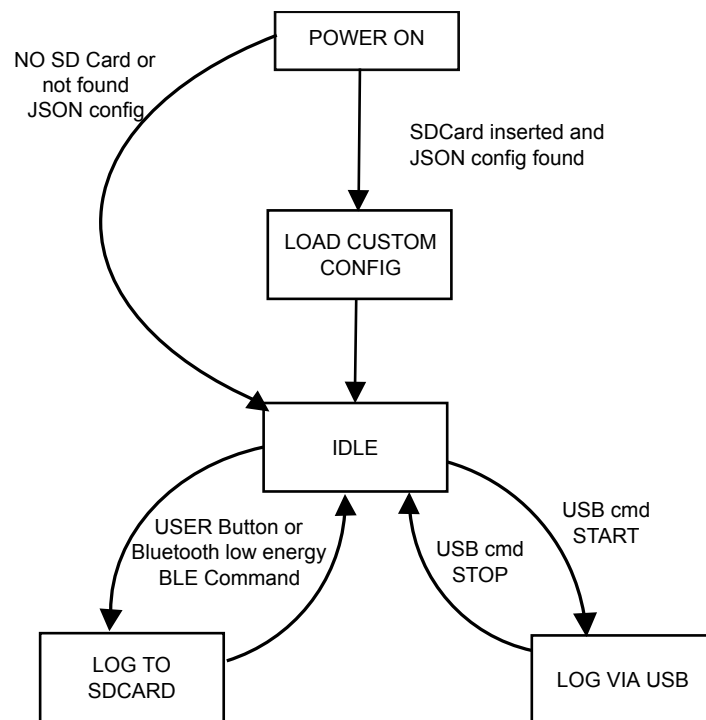 POWER ON
NO SD Card or
not found
JSON config
SDCard inserted and
JSON config found
LOAD CUSTOM
CONFIG
IDLE
USER Button or
Bluetooth low energy
BLE Command
USB cmd
STOP
USB cmd
START
LOG TO
SDCARD
LOG VIA USB